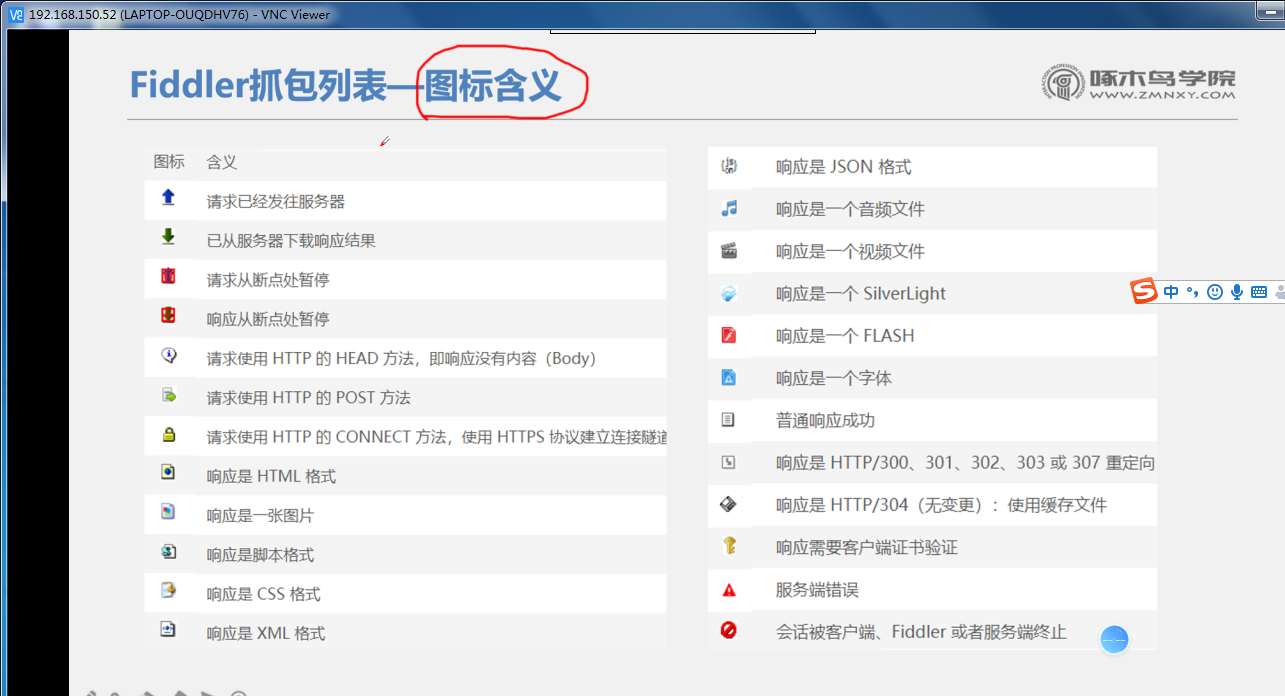 192.168.150.52 (LAPTOP-OUQDHV76) - VNC Viewer
Fiddler抓包列表—图标含义
啄木鸟学院
WWW.ZMNXY.COM
图标 含义
请求已经发往服务器
已从服务器下载响应结果
请求从断点处暂停
响应从断点处暂停
请求使用 HTTP 的 HEAD 方法，即响应没有内容（Body）
请求使用 HTTP 的 POST 方法
请求使用 HTTP 的 CONNECT 方法，使用 HTTPS 协议建立连接隧道
响应是 HTML 格式
响应是一张图片
响应是脚本格式
响应是 CSS 格式
响应是 XML 格式
响应是 JSON 格式
响应是一个音频文件
响应是一个视频文件
响应是一个 SilverLight
响应是一个 FLASH
响应是一个字体
普通响应成功
响应是 HTTP/300、301、302、303 或 307 重定向
响应是 HTTP/304（无变更）：使用缓存文件
响应需要客户端证书验证
服务端错误
会话被客户端、Fiddler 或者服务端终止
中